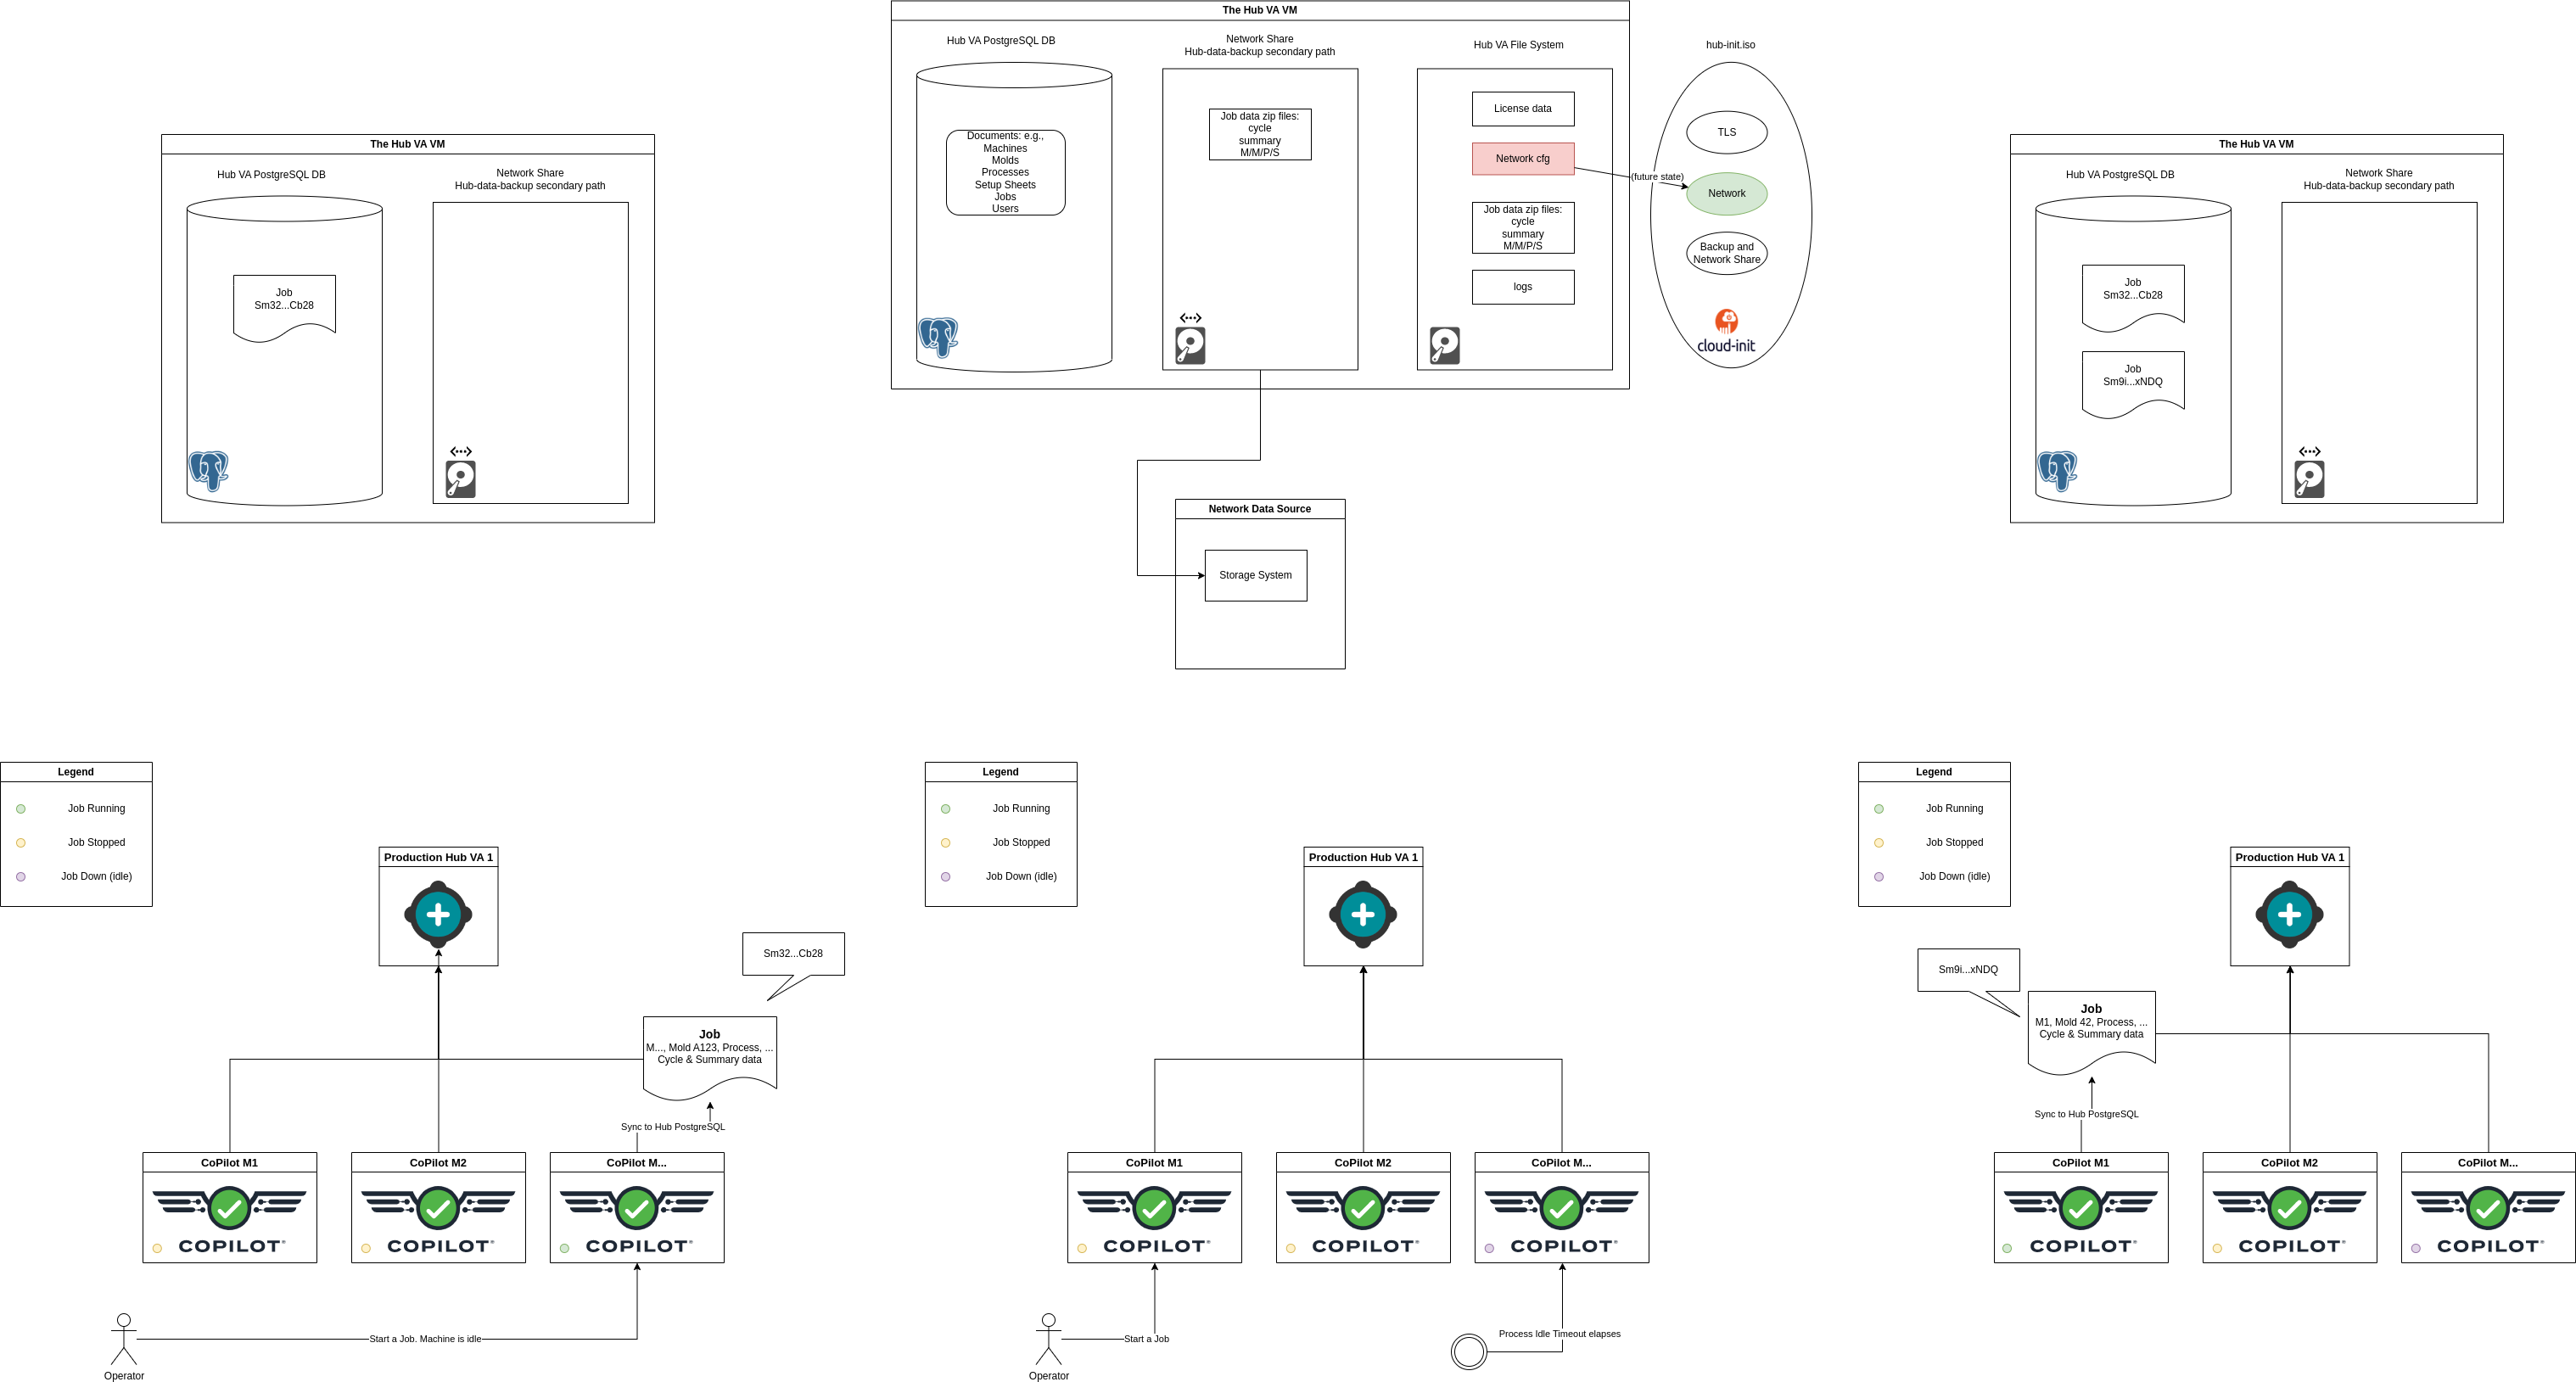 The Hub VA VM
Hub VA PostgreSQL DB
Network Share
Hub-data-backup secondary path
Job
Sm32...Cb28
The Hub VA VM
Hub VA PostgreSQL DB
Network Share
Hub-data-backup secondary path
Hub VA File System
Documents: e.g.,
Machines
Molds
Processes
Setup Sheets
Jobs
Users
Job data zip files:
cycle
summary
M/M/P/S
License data
Network cfg
Job data zip files:
cycle
summary
M/M/P/S
logs
(future state)
hub-init.iso
TLS
Network
Backup and
Network Share
cloud-init
Network Data Source
Storage System
The Hub VA VM
Hub VA PostgreSQL DB
Network Share
Hub-data-backup secondary path
Job
Sm32...Cb28
Job
Sm9i...xNDQ
Legend
Job Running
Job Stopped
Job Down (idle)
Production Hub VA 1
Sm32...Cb28
Job
M..., Mold A123, Process, ...
Cycle & Summary data
Sync to Hub PostgreSQL
CoPilot M1
COPILOT®
CoPilot M2
COPILOT®
CoPilot M...
COPILOT®
Start a Job. Machine is idle
Operator
Legend
Job Running
Job Stopped
Job Down (idle)
Production Hub VA 1
CoPilot M1
COPILOT®
CoPilot M2
COPILOT®
CoPilot M...
COPILOT®
Start a Job
Operator
Process Idle Timeout elapses
Legend
Job Running
Job Stopped
Job Down (idle)
Production Hub VA 1
Sm9i...xNDQ
Job
M1, Mold 42, Process, ...
Cycle & Summary data
Sync to Hub PostgreSQL
CoPilot M1
COPILOT®
CoPilot M2
COPILOT®
CoPilot M...
COPILOT®